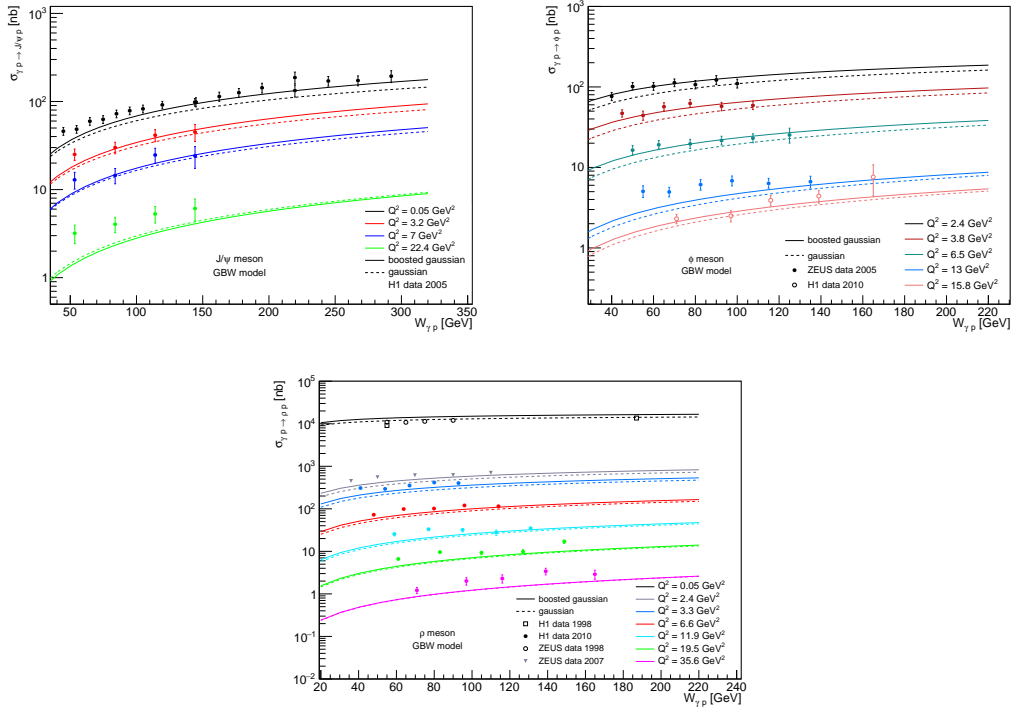 σγ p → J/ψ p [nb]
10³
10²
10
1
50 100 150 200 250 300 350
Wγ p [GeV]
J/ψ meson
GBW model
Q² = 0.05 GeV²
Q² = 3.2 GeV²
Q² = 7 GeV²
Q² = 22.4 GeV²
boosted gaussian
gaussian
H1 data 2005
σγ p → ϕ p [nb]
10³
10²
10
1
40 60 80 100 120 140 160 180 200 220
Wγ p [GeV]
ϕ meson
GBW model
boosted gaussian
gaussian
ZEUS data 2005
H1 data 2010
Q² = 2.4 GeV²
Q² = 3.8 GeV²
Q² = 6.5 GeV²
Q² = 13 GeV²
Q² = 15.8 GeV²
σγ p → ρ p [nb]
10⁵
10⁴
10³
10²
10
1
10⁻¹
10⁻²
20 40 60 80 100 120 140 160 180 200 220 240
Wγ p [GeV]
ρ meson
GBW model
boosted gaussian
gaussian
H1 data 1998
H1 data 2010
ZEUS data 1998
ZEUS data 2007
Q² = 0.05 GeV²
Q² = 2.4 GeV²
Q² = 3.3 GeV²
Q² = 6.6 GeV²
Q² = 11.9 GeV²
Q² = 19.5 GeV²
Q² = 35.6 GeV²